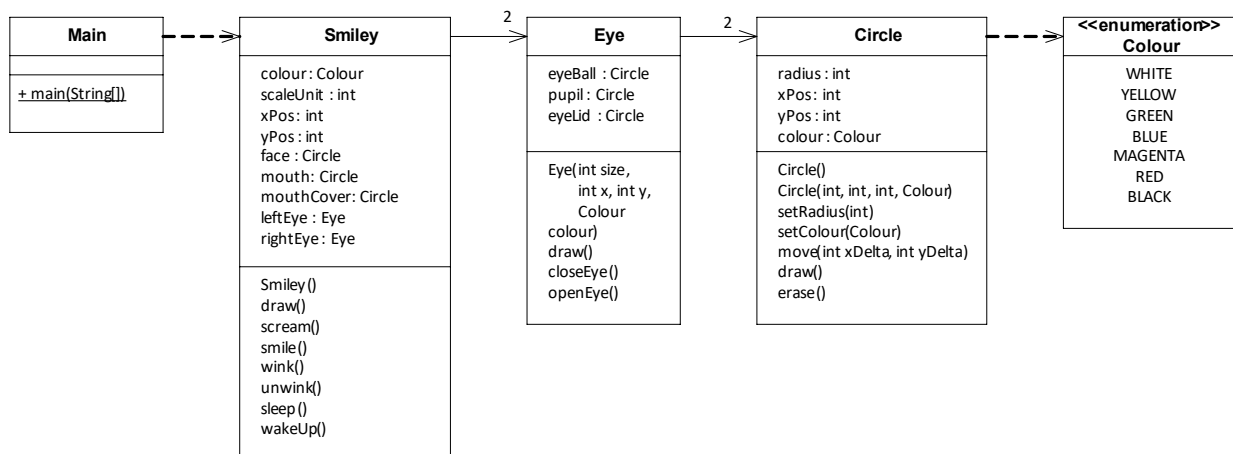 Main
+ main(String[])
Smiley
colour: Colour
scaleUnit : int
xPos: int
yPos: int
face : Circle
mouth: Circle
mouthCover: Circle
leftEye : Eye
rightEye : Eye
Smiley()
draw()
scream()
smile()
wink()
unwink()
sleep()
wakeUp()
2
Eye
eyeBall : Circle
pupil : Circle
eyeLid : Circle
Eye(int size,
int x, int y,
Colour
colour)
draw()
closeEye()
openEye()
2
Circle
radius : int
xPos: int
yPos: int
colour: Colour
Circle()
Circle(int, int, int, Colour)
setRadius(int)
setColour(Colour)
move(int xDelta, int yDelta)
draw()
erase()
<<enumeration>>
Colour
WHITE
YELLOW
GREEN
BLUE
MAGENTA
RED
BLACK